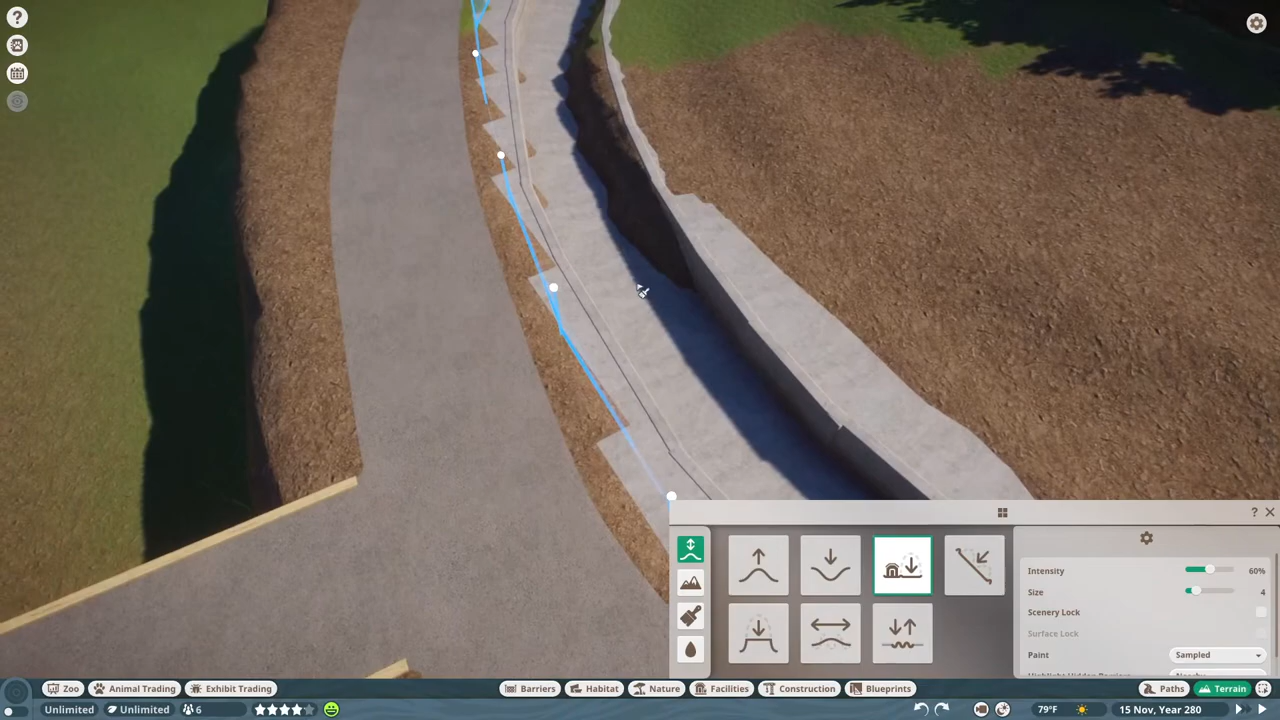 ?
? ×
Intensity 60%
Size 4
Scenery Lock
Surface Lock
Paint Sampled
Zoo Animal Trading Exhibit Trading Barriers Habitat Nature Facilities Construction Blueprints Paths Terrain
Unlimited Unlimited 6 79°F 15 Nov, Year 280